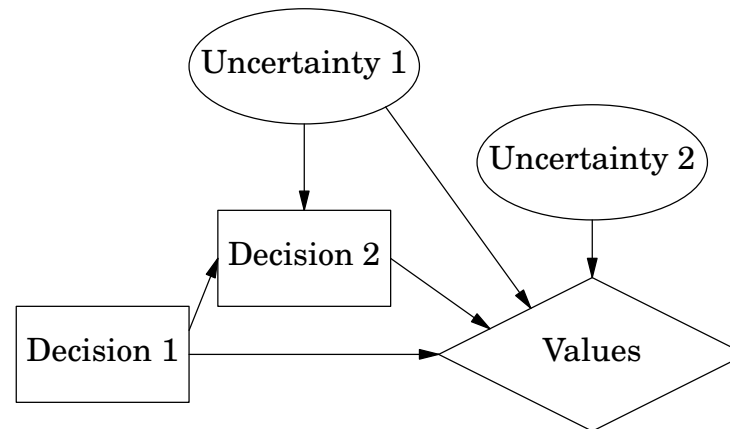 Uncertainty 1
Uncertainty 2
Decision 2
Decision 1
Values